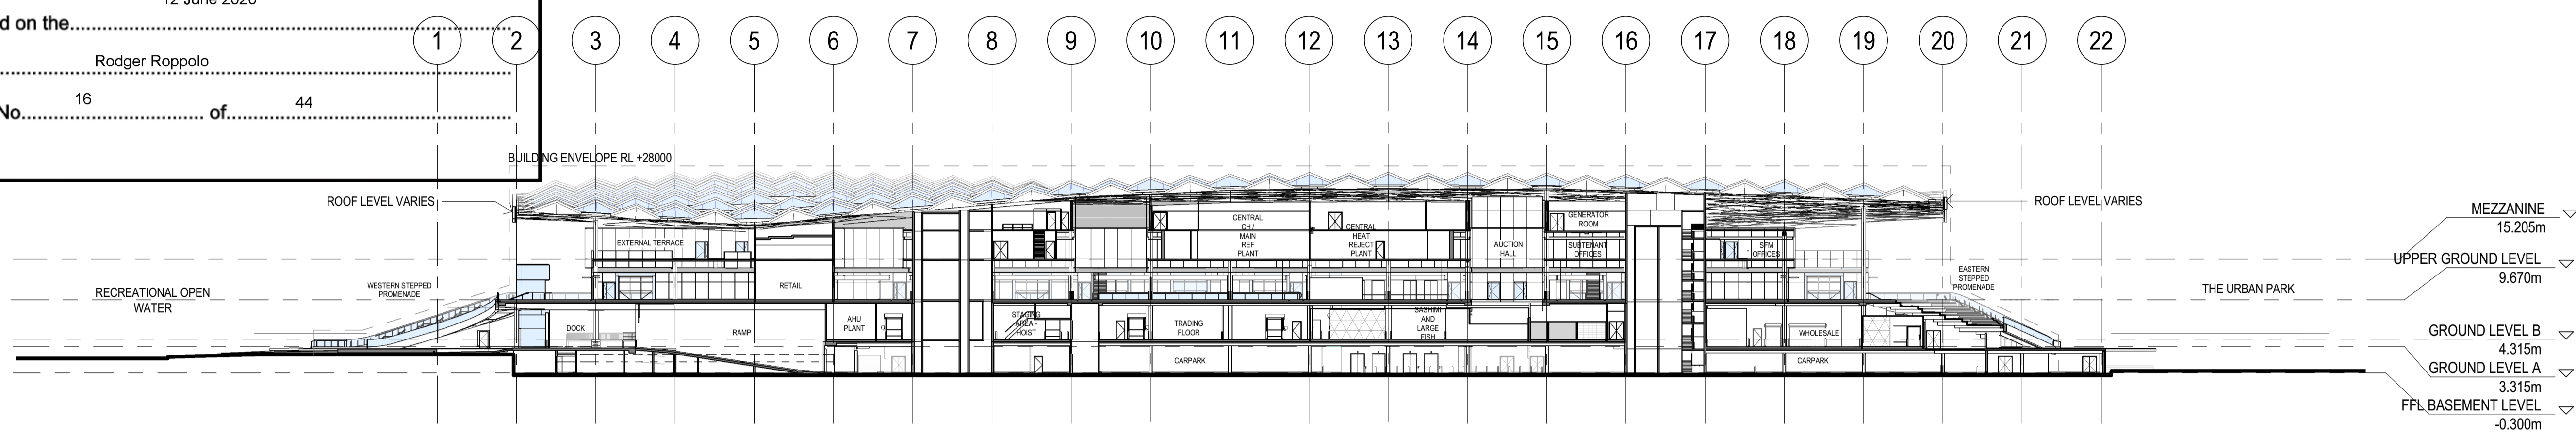 12 June 2020
d on the
Rodger Roppolo
No. 16 of 44
1 2 3 4 5 6 7 8 9 10 11 12 13 14 15 16 17 18 19 20 21 22
BUILDING ENVELOPE RL +28000
ROOF LEVEL VARIES
ROOF LEVEL VARIES
MEZZANINE
15.205m
UPPER GROUND LEVEL
9.670m
GROUND LEVEL B
4.315m
GROUND LEVEL A
3.315m
FFL BASEMENT LEVEL
-0.300m
RECREATIONAL OPEN
WATER
WESTERN STEPPED
PROMENADE
EXTERNAL TERRACE
RETAIL
DOCK
RAMP
AHU
PLANT
STAGING
AREA -
HOIST
CENTRAL
CH /
MAIN
REF
PLANT
CENTRAL
HEAT
REJECT
PLANT
TRADING
FLOOR
CARPARK
SASHIMI
AND
LARGE
FISH
AUCTION
HALL
GENERATOR
ROOM
SUBTENANT
OFFICES
SFM
OFFICES
WHOLESALE
CARPARK
EASTERN
STEPPED
PROMENADE
THE URBAN PARK